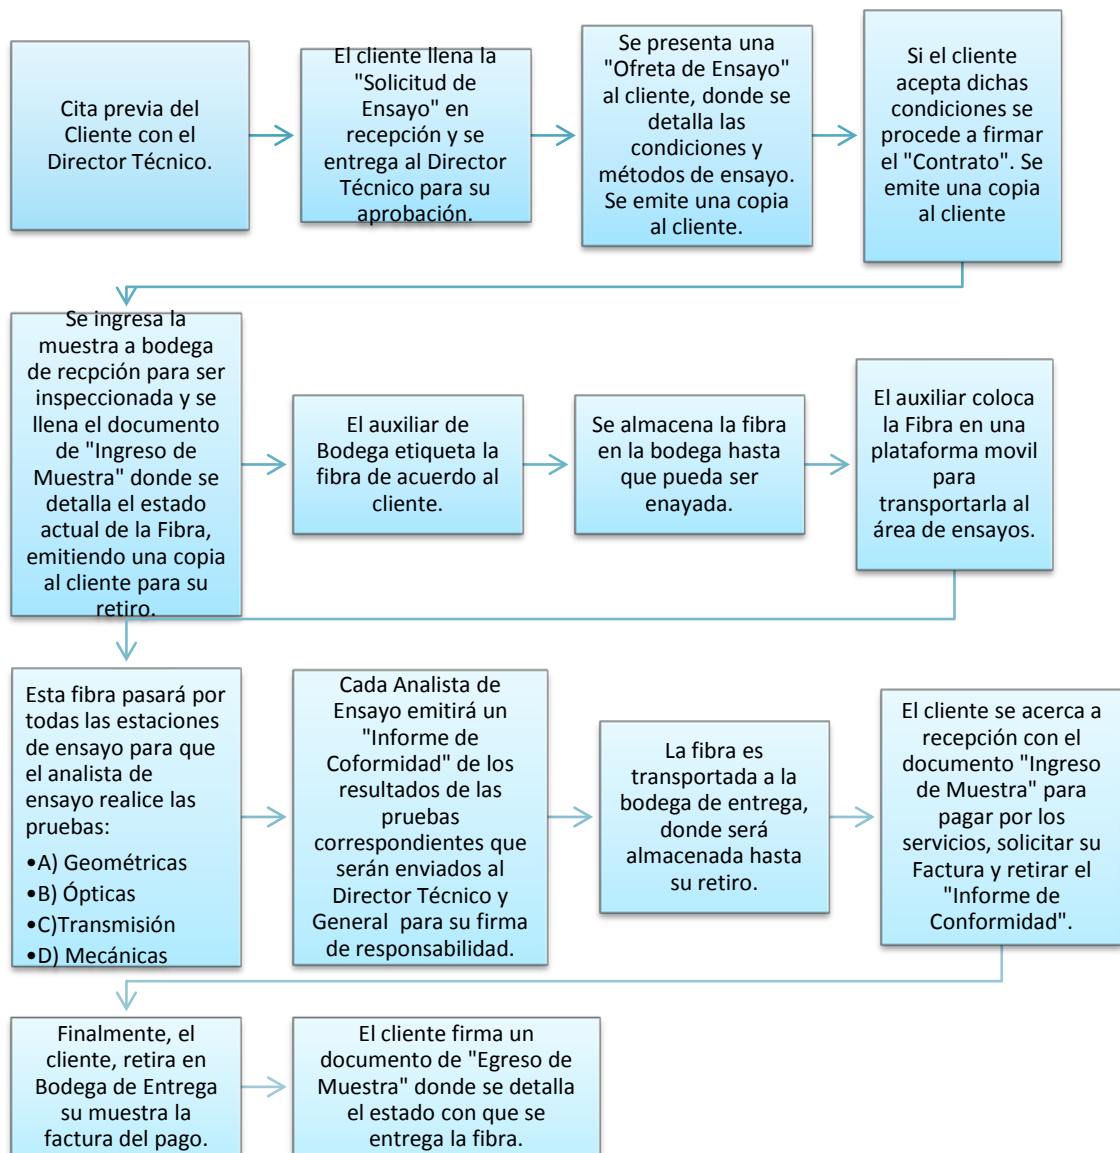 Cita previa del
Cliente con el
Director Técnico.
El cliente llena la
"Solicitud de
Ensayo" en
recepción y se
entrega al Director
Técnico para su
aprobación.
Se presenta una
"Ofreta de Ensayo"
al cliente, donde se
detalla las
condiciones y
métodos de ensayo.
Se emite una copia
al cliente.
Si el cliente
acepta dichas
condiciones se
procede a firmar
el "Contrato". Se
emite una copia
al cliente
Se ingresa la
muestra a bodega
de recpción para ser
inspeccionada y se
llena el documento
de "Ingreso de
Muestra" donde se
detalla el estado
actual de la Fibra,
emitiendo una copia
al cliente para su
retiro.
El auxiliar de
Bodega etiqueta la
fibra de acuerdo al
cliente.
Se almacena la fibra
en la bodega hasta
que pueda ser
enayada.
El auxiliar coloca
la Fibra en una
plataforma movil
para
transportarla al
área de ensayos.
Esta fibra pasará por
todas las estaciones
de ensayo para que
el analista de
ensayo realice las
pruebas:
•A) Geométricas
•B) Ópticas
•C)Transmisión
•D) Mecánicas
Cada Analista de
Ensayo emitirá un
"Informe de
Coformidad" de los
resultados de las
pruebas
correspondientes que
serán enviados al
Director Técnico y
General para su firma
de responsabilidad.
La fibra es
transportada a la
bodega de entrega,
donde será
almacenada hasta
su retiro.
El cliente se acerca a
recepción con el
documento "Ingreso
de Muestra" para
pagar por los
servicios, solicitar su
Factura y retirar el
"Informe de
Conformidad".
Finalmente, el
cliente, retira en
Bodega de Entrega
su muestra la
factura del pago.
El cliente firma un
documento de "Egreso de
Muestra" donde se detalla
el estado con que se
entrega la fibra.